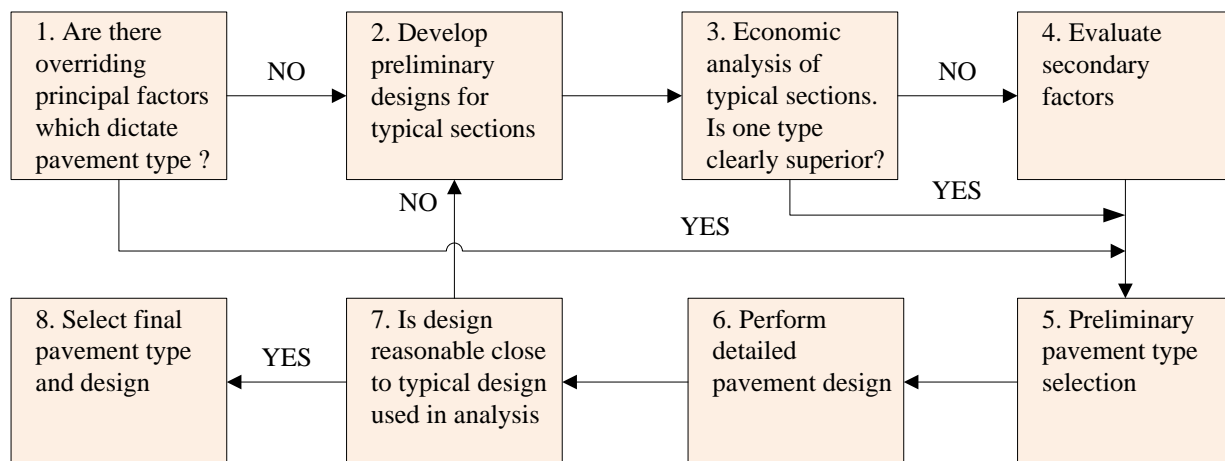 1. Are there
overriding
principal factors
which dictate
pavement type ?
NO
2. Develop
preliminary
designs for
typical sections
3. Economic
analysis of
typical sections.
Is one type
clearly superior?
NO
4. Evaluate
secondary
factors
YES
NO
YES
8. Select final
pavement type
and design
YES
7. Is design
reasonable close
to typical design
used in analysis
6. Perform
detailed
pavement design
5. Preliminary
pavement type
selection